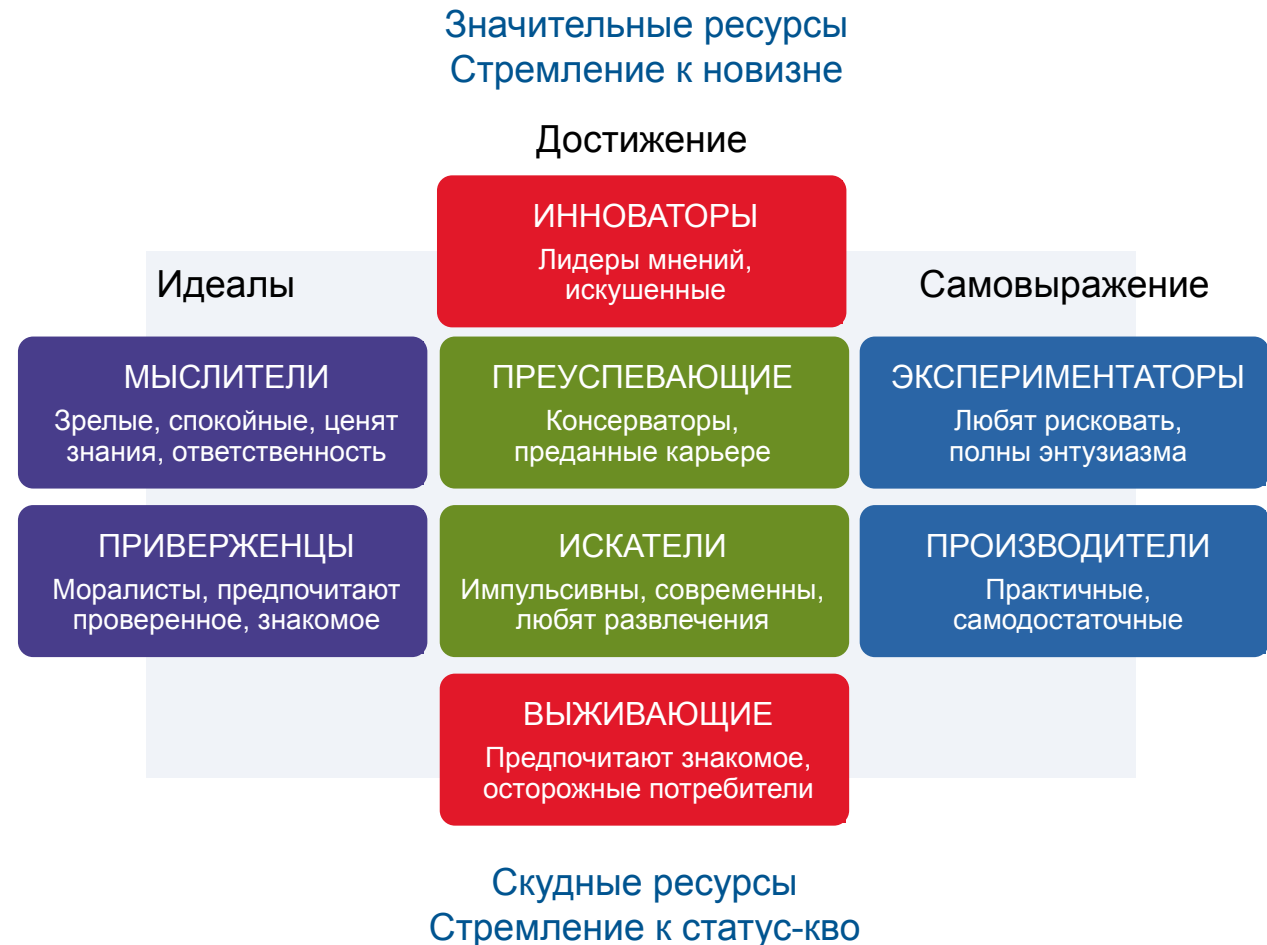 Значительные ресурсы
Стремление к новизне
Достижение
ИННОВАТОРЫ
Лидеры мнений,
искушенные
Идеалы
Самовыражение
МЫСЛИТЕЛИ
Зрелые, спокойные, ценят
знания, ответственность
ПРЕУСПЕВАЮЩИЕ
Консерваторы,
преданные карьере
ЭКСПЕРИМЕНТАТОРЫ
Любят рисковать,
полны энтузиазма
ПРИВЕРЖЕНЦЫ
Моралисты, предпочитают
проверенное, знакомое
ИСКАТЕЛИ
Импульсивны, современны,
любят развлечения
ПРОИЗВОДИТЕЛИ
Практичные,
самодостаточные
ВЫЖИВАЮЩИЕ
Предпочитают знакомое,
осторожные потребители
Скудные ресурсы
Стремление к статус-кво